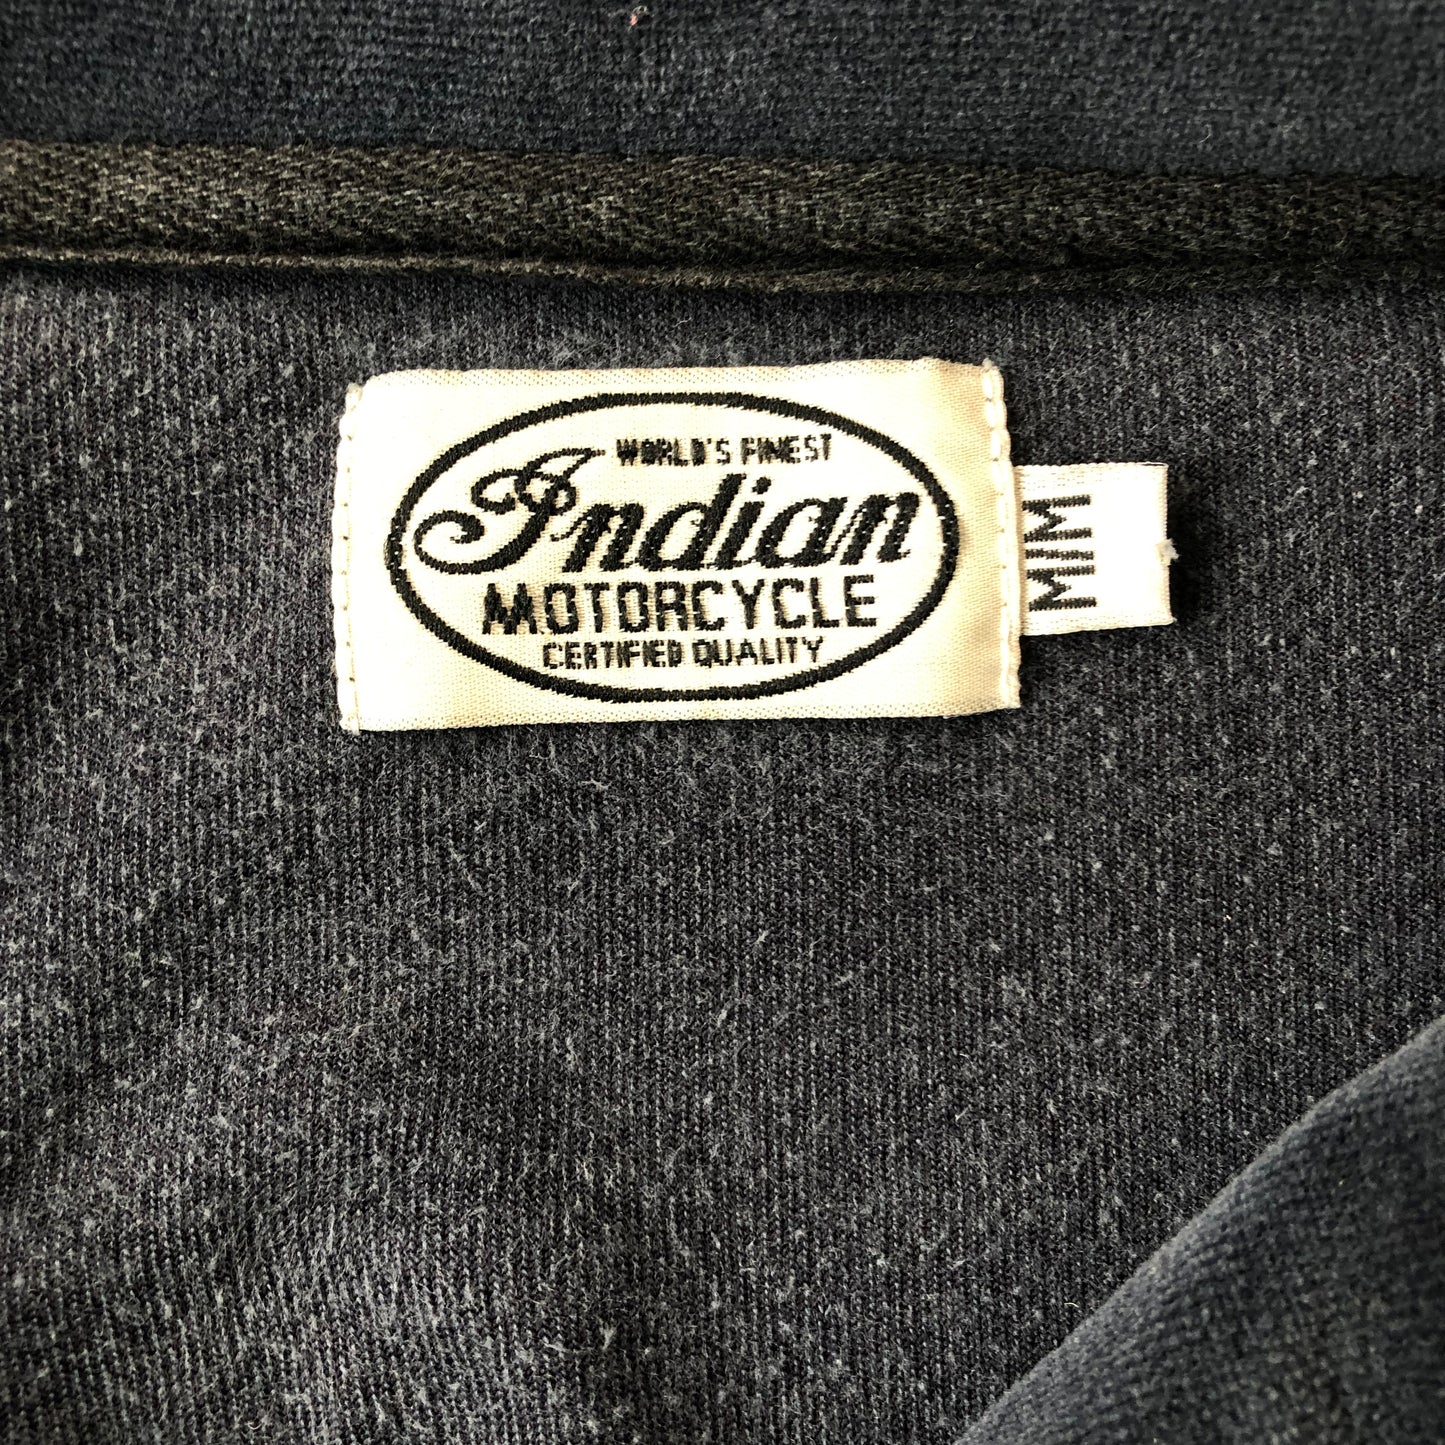 WORLD'S FINEST
Indian
MOTORCYCLE
CERTIFIED QUALITY
M/M